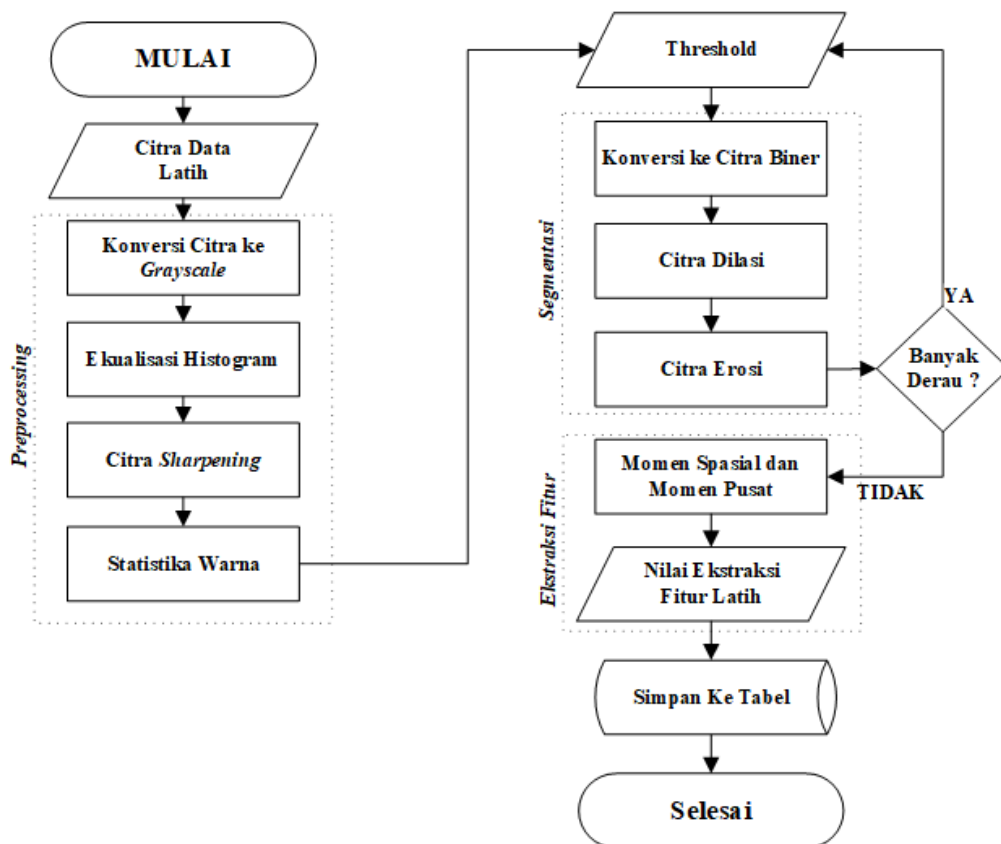 MULAI
Citra Data
Latih
Preprocessing
Konversi Citra ke
Grayscale
Ekualisasi Histogram
Citra Sharpening
Statistika Warna
Threshold
Segmentasi
Konversi ke Citra Biner
Citra Dilasi
Citra Erosi
Banyak
Derau ?
YA
TIDAK
Ekstraksi Fitur
Momen Spasial dan
Momen Pusat
Nilai Ekstraksi
Fitur Latih
Simpan Ke Tabel
Selesai